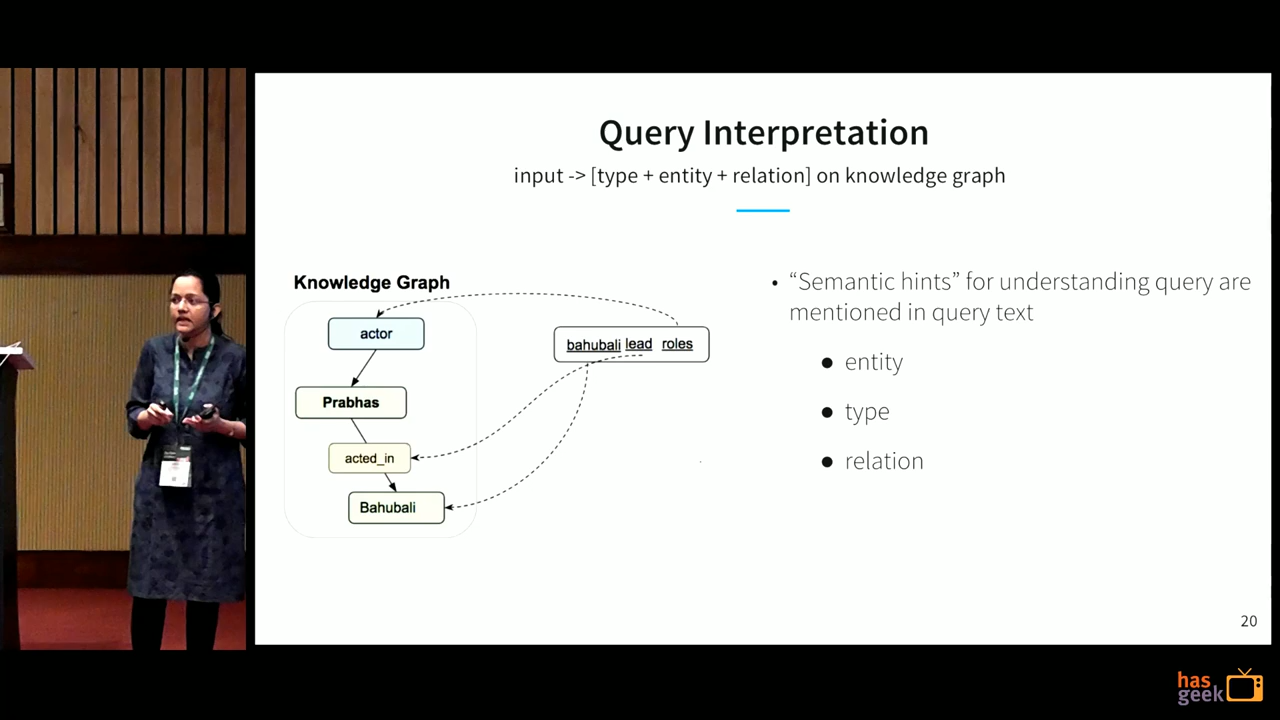 Query Interpretation
input -> [type + entity + relation] on knowledge graph
Knowledge Graph
actor
Prabhas
acted_in
Bahubali
bahubali lead roles
• “Semantic hints” for understanding query are
mentioned in query text
● entity
● type
● relation
20
has
geek